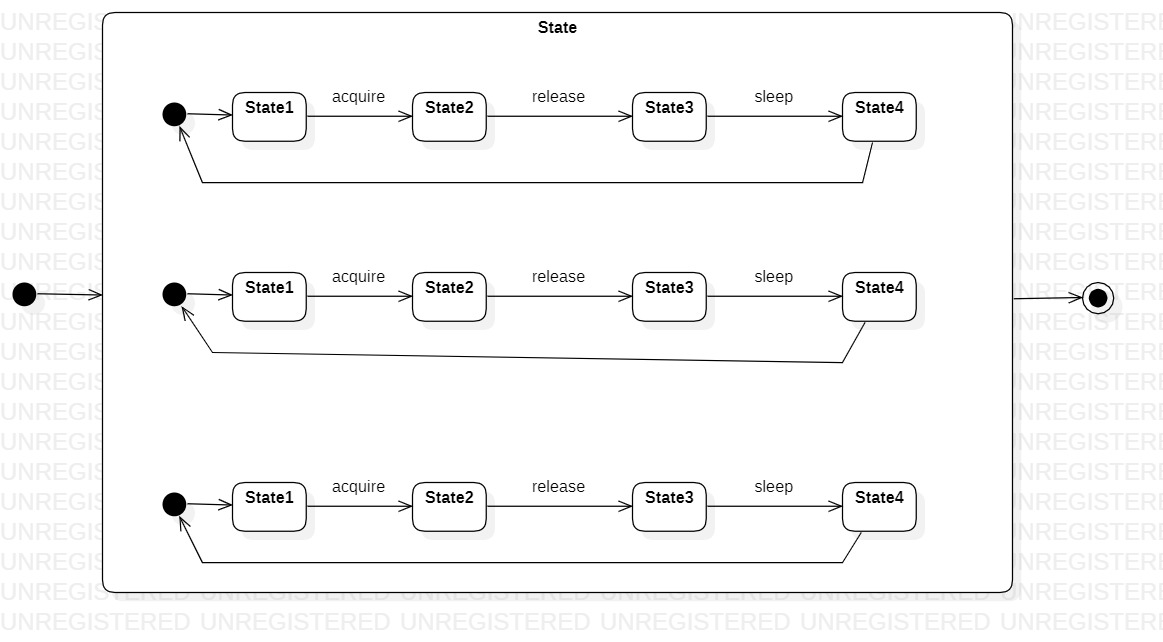 State
acquire release sleep
State1 State2 State3 State4
acquire release sleep
State1 State2 State3 State4
acquire release sleep
State1 State2 State3 State4
UNREGISTERED UNREGISTERED UNREGISTERED UNREGISTERED UNREGISTERED